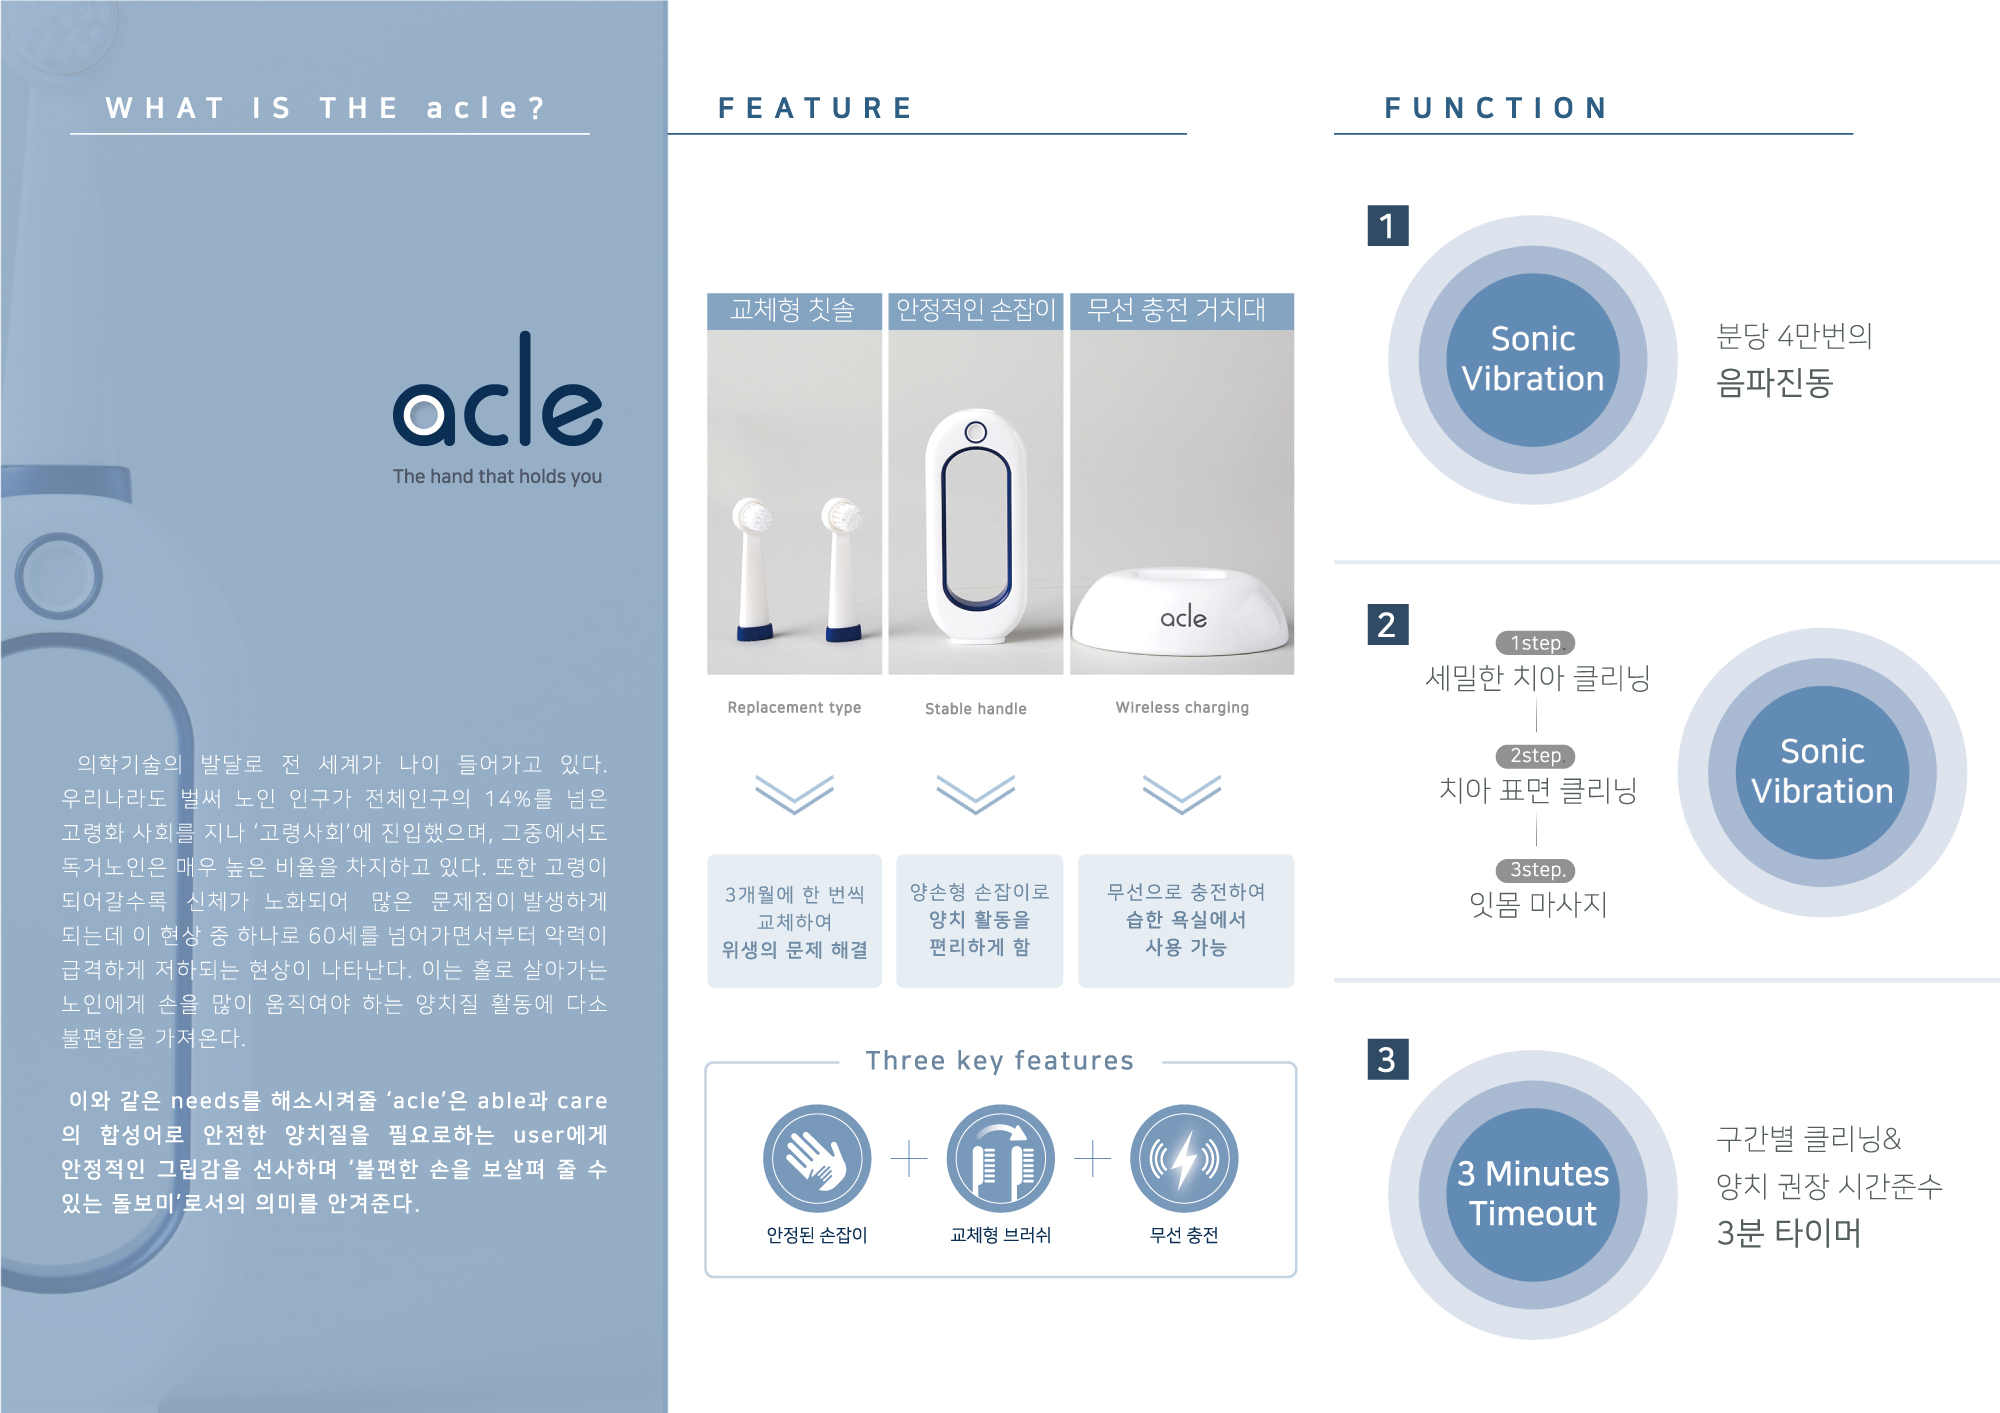 WHAT IS THE acle?
acle
The hand that holds you
의학기술의 발달로 전 세계가 나이 들어가고 있다.
우리나라도 벌써 노인 인구가 전체인구의 14%를 넘은
고령화 사회를 지나 ‘고령사회’에 진입했으며, 그중에서도
독거노인은 매우 높은 비율을 차지하고 있다. 또한 고령이
되어갈수록 신체가 노화되어 많은 문제점이 발생하게
되는데 이 현상 중 하나로 60세를 넘어가면서부터 악력이
급격하게 저하되는 현상이 나타난다. 이는 홀로 살아가는
노인에게 손을 많이 움직여야 하는 양치질 활동에 다소
불편함을 가져온다.
이와 같은 needs를 해소시켜줄 ‘acle’은 able과 care
의 합성어로 안전한 양치질을 필요로하는 user에게
안정적인 그립감을 선사하며 ‘불편한 손을 보살펴 줄 수
있는 돌보미’로서의 의미를 안겨준다.
FEATURE
교체형 칫솔
안정적인 손잡이
무선 충전 거치대
acle
Replacement type
Stable handle
Wireless charging
3개월에 한 번씩
교체하여
위생의 문제 해결
양손형 손잡이로
양치 활동을
편리하게 함
무선으로 충전하여
습한 욕실에서
사용 가능
Three key features
안정된 손잡이
교체형 브러쉬
무선 충전
FUNCTION
1
Sonic
Vibration
분당 4만번의
음파진동
2
1step.
세밀한 치아 클리닝
2step.
치아 표면 클리닝
3step.
잇몸 마사지
Sonic
Vibration
3
3 Minutes
Timeout
구간별 클리닝&
양치 권장 시간준수
3분 타이머